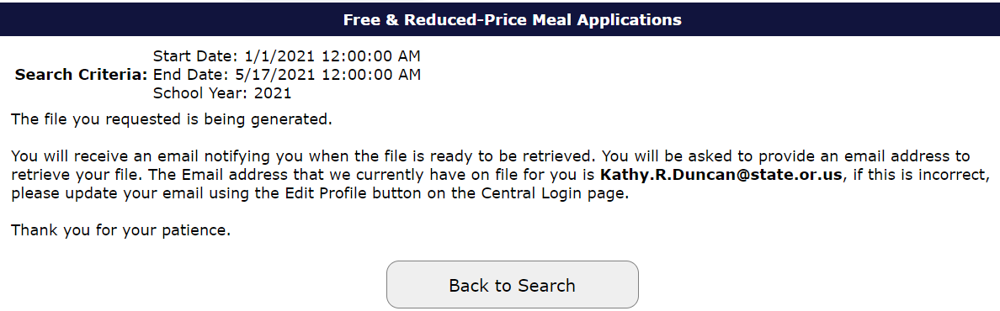 Free & Reduced-Price Meal Applications
Start Date: 1/1/2021 12:00:00 AM
Search Criteria: End Date: 5/17/2021 12:00:00 AM
School Year: 2021
The file you requested is being generated.
You will receive an email notifying you when the file is ready to be retrieved. You will be asked to provide an email address to
retrieve your file. The Email address that we currently have on file for you is Kathy.R.Duncan@state.or.us, if this is incorrect,
please update your email using the Edit Profile button on the Central Login page.
Thank you for your patience.
Back to Search